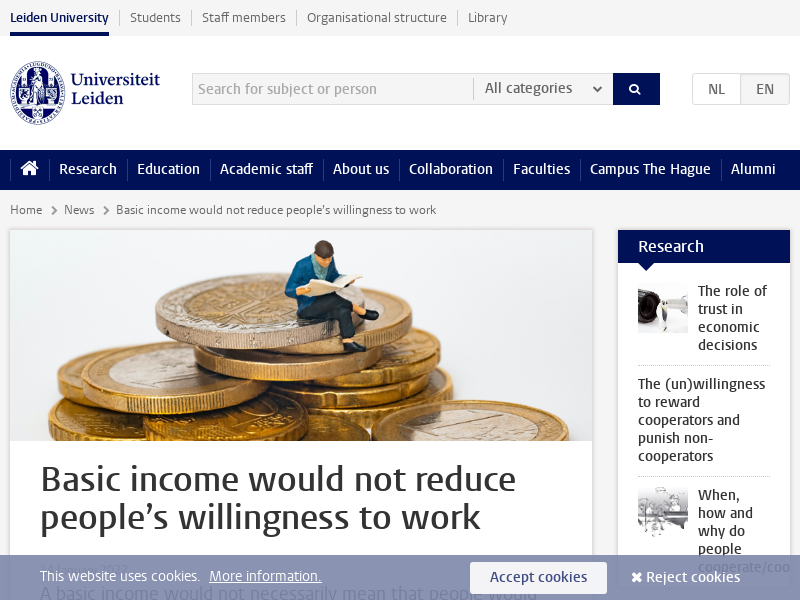 Leiden University Students Staff members Organisational structure Library
Universiteit
Leiden
Search for subject or person All categories NL EN
Research Education Academic staff About us Collaboration Faculties Campus The Hague Alumni
Home News Basic income would not reduce people's willingness to work
Research
The role of
trust in
economic
decisions
The (un)willingness
to reward
cooperators and
punish non-
cooperators
When,
how and
why do
people
cooperate/coo
Basic income would not reduce
people's willingness to work
This website uses cookies. More information. Accept cookies Reject cookies
A basic income would not necessarily mean that people would